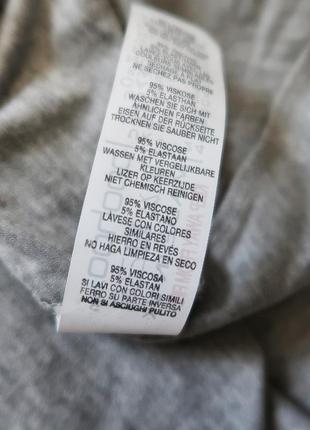 SECHADORA
NE SECHEZ PAS PROPRE
95% VISKOSE
5% ELASTHAN
WASCHEN SIE SICH MIT
ÄHNLICHEN FARBEN
EISEN AUF DER RÜCKSEITE
TROCKNEN SIE SAUBER NICHT
95% VISCOSE
5% ELASTAAN
WASSEN MET VERGELIJKBARE
KLEUREN
LIZER OP KEERZIJDE
NIET CHEMISCH REINIGEN
95% VISCOSE
5% ELASTANO
LÁVESE CON COLORES
SIMILARES
HIERRO EN REVÉS
NO HAGA LIMPIEZA EN SECO
95% VISCOSA
5% ELASTAN
SI LAVI CON COLORI SIMILI
FERRO SU PARTE INVERSA
NON SI ASCIUGHI PULITO